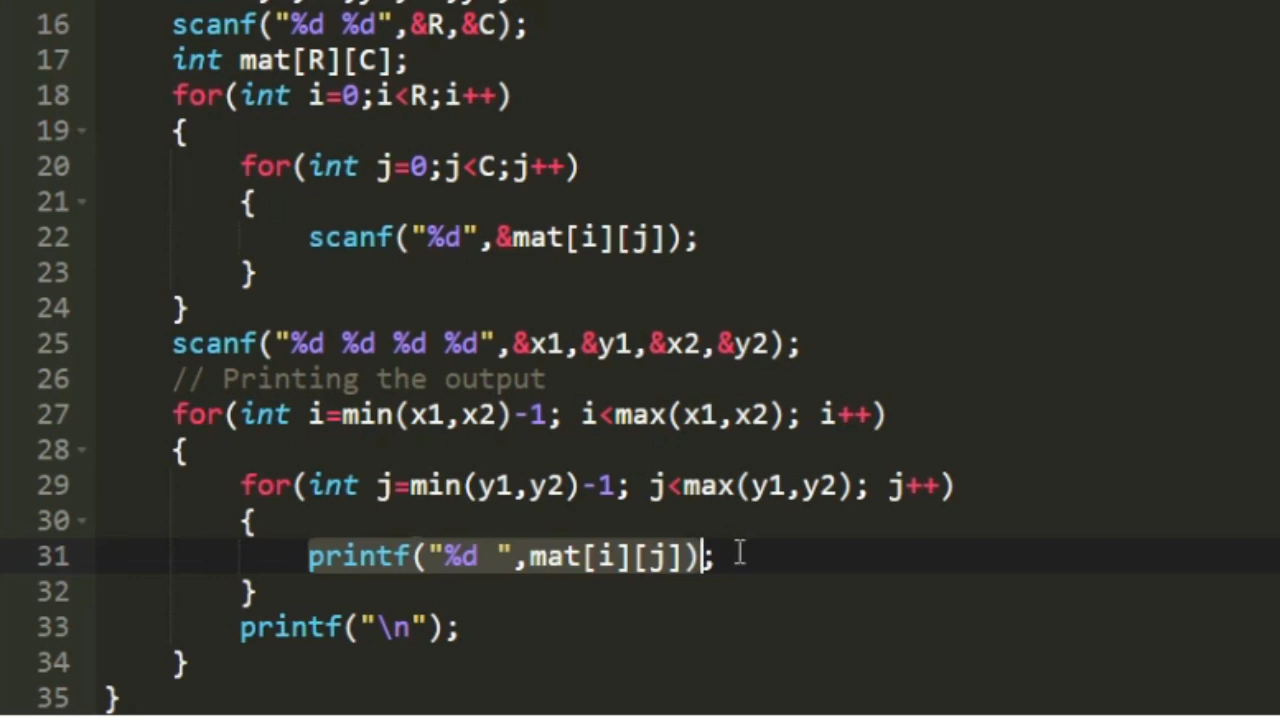 16 scanf("%d %d",&R,&C);
17 int mat[R][C];
18 for(int i=0;i<R;i++)
19 {
20 for(int j=0;j<C;j++)
21 {
22 scanf("%d",&mat[i][j]);
23 }
24 }
25 scanf("%d %d %d %d",&x1,&y1,&x2,&y2);
26 // Printing the output
27 for(int i=min(x1,x2)-1; i<max(x1,x2); i++)
28 {
29 for(int j=min(y1,y2)-1; j<max(y1,y2); j++)
30 {
31 printf("%d ",mat[i][j]);
32 }
33 printf("\n");
34 }
35 }